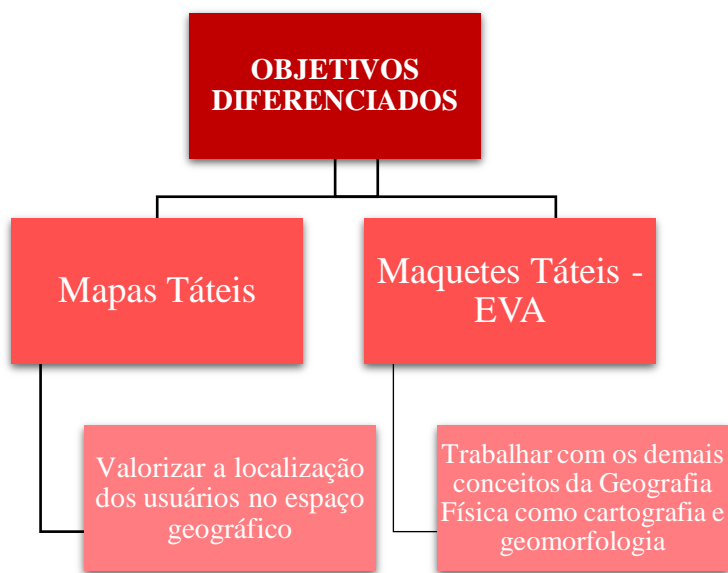 OBJETIVOS
DIFERENCIADOS
Mapas Táteis
Maquetes Táteis -
EVA
Valorizar a localização
dos usuários no espaço
geográfico
Trabalhar com os demais
conceitos da Geografia
Física como cartografia e
geomorfologia